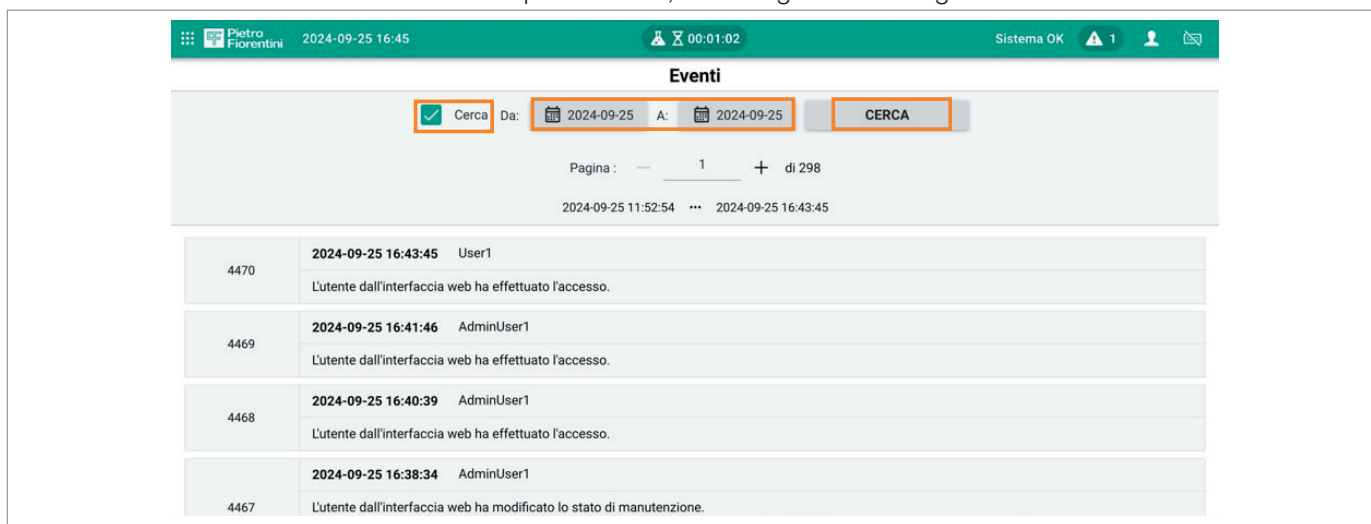 Pietro
Fiorentini
2024-09-25 16:45
00:01:02
Sistema OK
1
Eventi
Cerca Da: 2024-09-25 A: 2024-09-25 CERCA
Pagina : — 1 + di 298
2024-09-25 11:52:54 ··· 2024-09-25 16:43:45
4470
2024-09-25 16:43:45 User1
L'utente dall'interfaccia web ha effettuato l'accesso.
4469
2024-09-25 16:41:46 AdminUser1
L'utente dall'interfaccia web ha effettuato l'accesso.
4468
2024-09-25 16:40:39 AdminUser1
L'utente dall'interfaccia web ha effettuato l'accesso.
4467
2024-09-25 16:38:34 AdminUser1
L'utente dall'interfaccia web ha modificato lo stato di manutenzione.